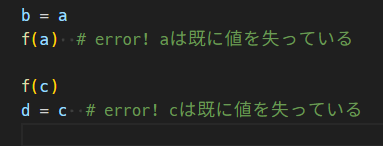 b = a
f(a)  # error! aは既に値を失っている
f(c)
d = c  # error! cは既に値を失っている